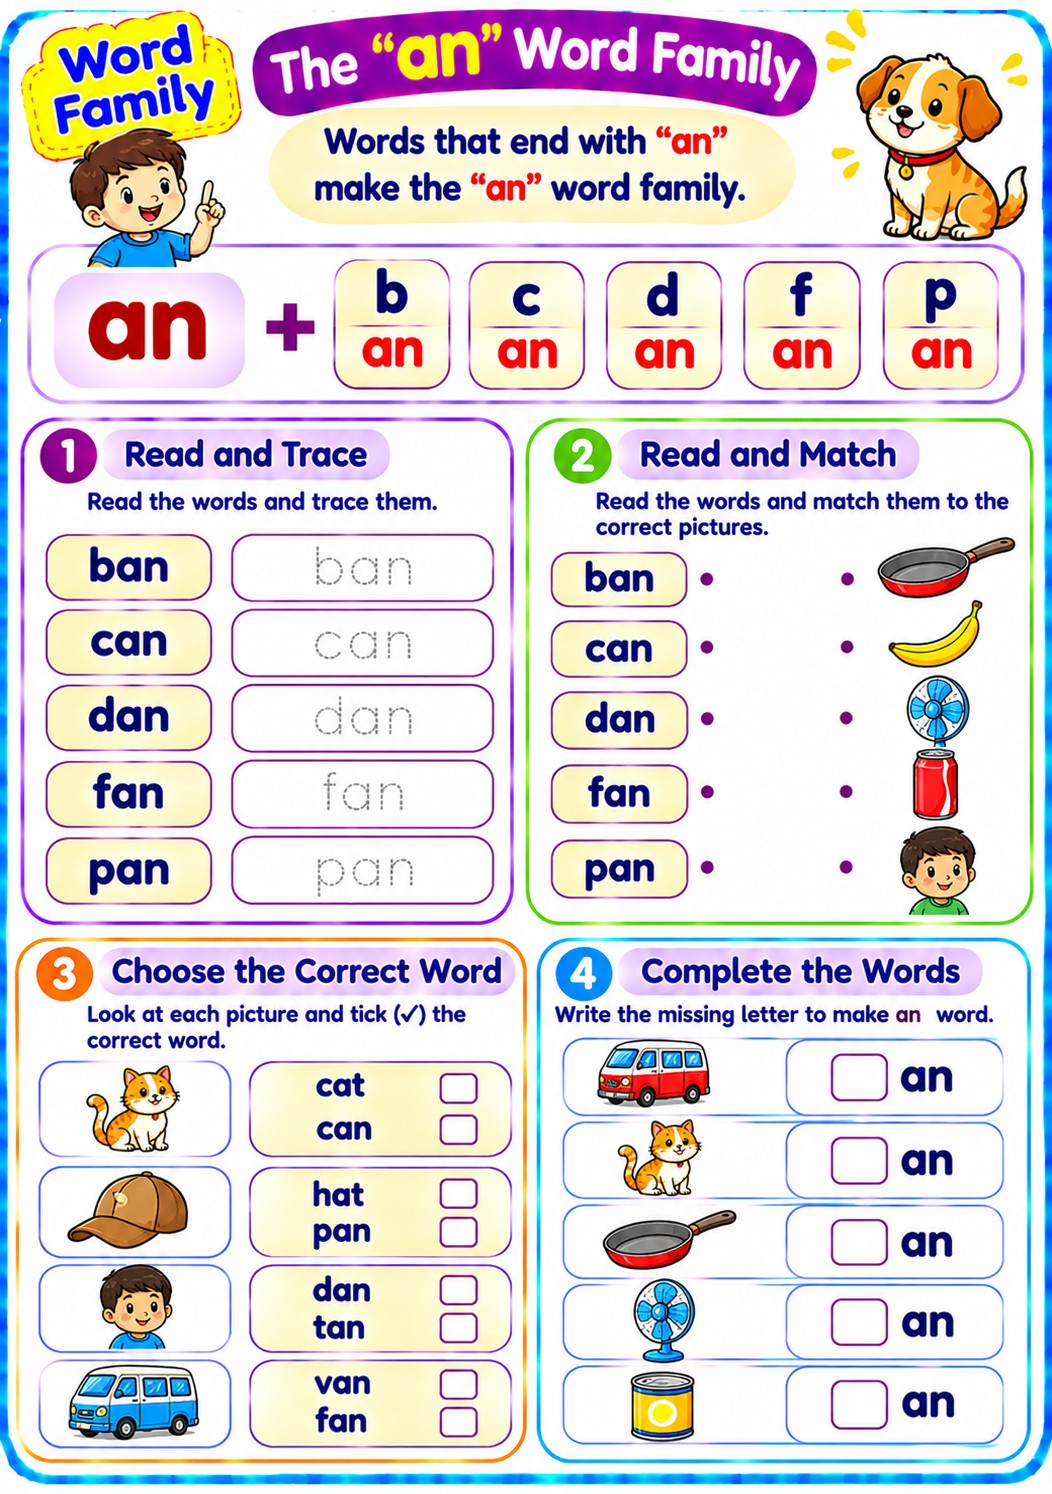 Word
Family
The “an” Word Family
Words that end with “an”
make the “an” word family.
an + b c d f p
an an an an an
1 Read and Trace
Read the words and trace them.
ban ban
can can
dan dan
fan fan
pan pan
2 Read and Match
Read the words and match them to the
correct pictures.
ban
can
dan
fan
pan
3 Choose the Correct Word
Look at each picture and tick (✓) the
correct word.
cat
can
hat
pan
dan
tan
van
fan
4 Complete the Words
Write the missing letter to make an word.
an
an
an
an
an